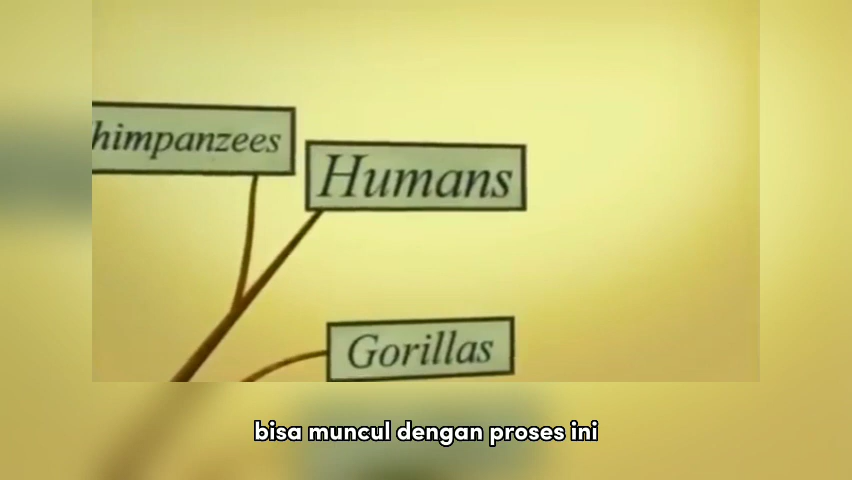 himpanzees
Humans
Gorillas
bisa muncul dengan proses ini